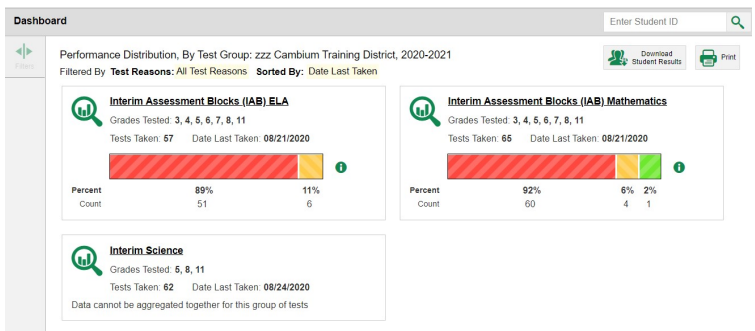 Dashboard
Enter Student ID
Filters
Performance Distribution, By Test Group: zzz Cambium Training District, 2020-2021
Filtered By Test Reasons: All Test Reasons Sorted By: Date Last Taken
Download
Student Results
Print
Interim Assessment Blocks (IAB) ELA
Grades Tested: 3, 4, 5, 6, 7, 8, 11
Tests Taken: 57 Date Last Taken: 08/21/2020
Percent 89% 11%
Count 51 6
Interim Assessment Blocks (IAB) Mathematics
Grades Tested: 3, 4, 5, 6, 7, 8, 11
Tests Taken: 65 Date Last Taken: 08/21/2020
Percent 92% 6% 2%
Count 60 4 1
Interim Science
Grades Tested: 5, 8, 11
Tests Taken: 62 Date Last Taken: 08/24/2020
Data cannot be aggregated together for this group of tests